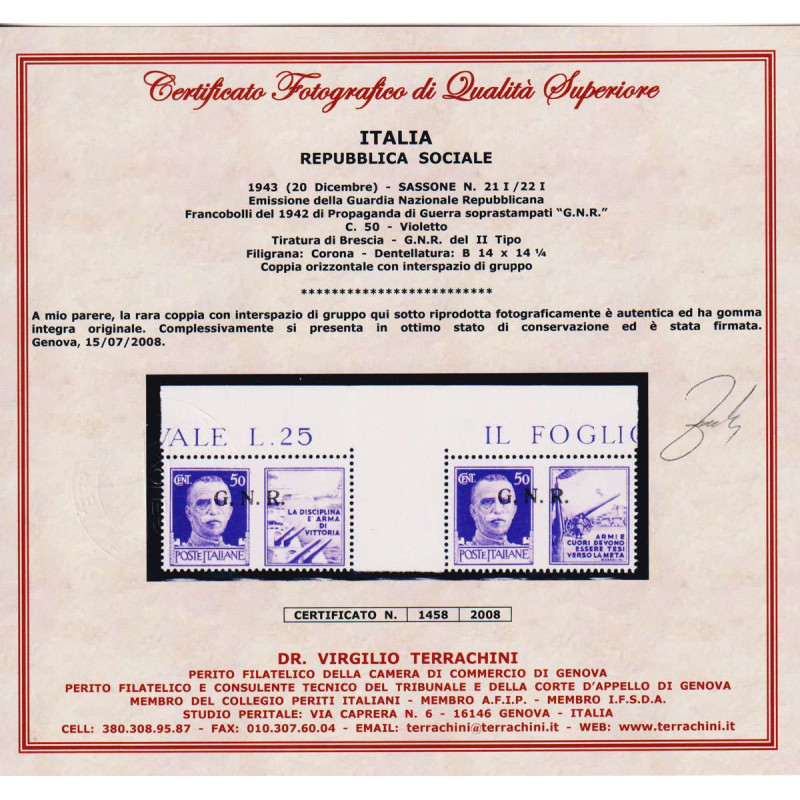 Certificato Fotografico di Qualità Superiore
ITALIA
REPUBBLICA SOCIALE
1943 (20 Dicembre) - SASSONE N. 21 I /22 I
Emissione della Guardia Nazionale Repubblicana
Francobolli del 1942 di Propaganda di Guerra soprastampati "G.N.R."
C. 50 - Violetto
Tiratura di Brescia - G.N.R. del II Tipo
Filigrana: Corona - Dentellatura: B 14 x 14 ¼
Coppia orizzontale con interspazio di gruppo
*************************
A mio parere, la rara coppia con interspazio di gruppo qui sotto riprodotta fotograficamente è autentica ed ha gomma
integra originale. Complessivamente si presenta in ottimo stato di conservazione ed è stata firmata.
Genova, 15/07/2008.
VALE L.25 IL FOGLIO
CENT. 50
G.N.R.
POSTE ITALIANE
LA DISCIPLINA
E' ARMA
DI
VITTORIA
CENT. 50
G.N.R.
POSTE ITALIANE
ARMI E
CUORI DEVONO
ESSERE TESI
VERSO LA META
CERTIFICATO N. 1458 2008
DR. VIRGILIO TERRACHINI
PERITO FILATELICO DELLA CAMERA DI COMMERCIO DI GENOVA
PERITO FILATELICO E CONSULENTE TECNICO DEL TRIBUNALE E DELLA CORTE D'APPELLO DI GENOVA
MEMBRO DEL COLLEGIO PERITI ITALIANI - MEMBRO A.F.I.P. - MEMBRO I.F.S.D.A.
STUDIO PERITALE: VIA CAPRERA N. 6 - 16146 GENOVA - ITALIA
CELL: 380.308.95.87 - FAX: 010.307.60.04 - EMAIL: terrachini@terrachini.it - WEB: www.terrachini.it